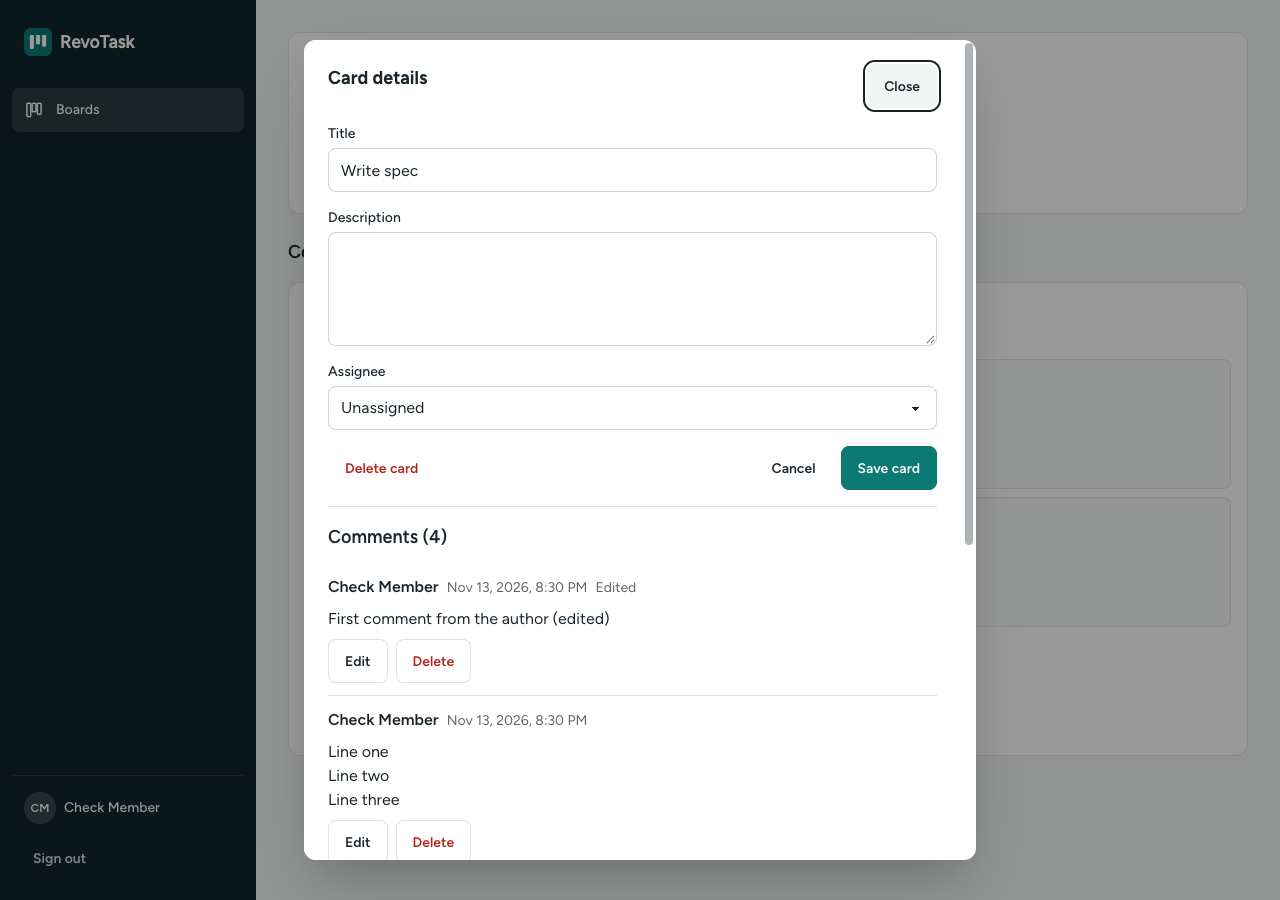 RevoTask
Boards
Card details
Close
Title
Write spec
Description
Assignee
Unassigned
Delete card
Cancel
Save card
Comments (4)
Check Member Nov 13, 2026, 8:30 PM Edited
First comment from the author (edited)
Edit
Delete
Check Member Nov 13, 2026, 8:30 PM
Line one
Line two
Line three
Edit
Delete
CM
Check Member
Sign out